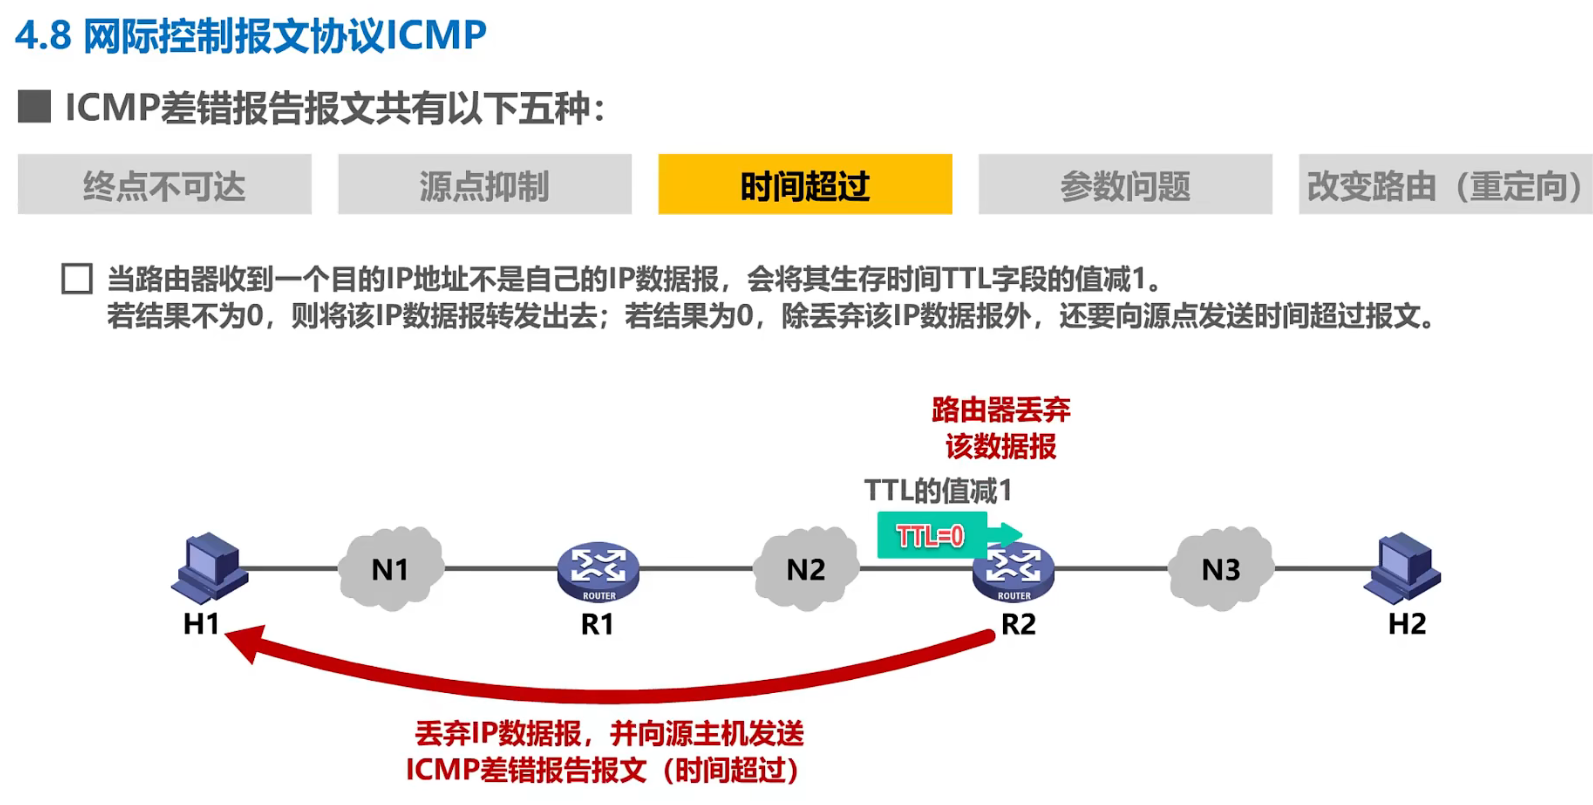 4.8 网际控制报文协议ICMP
ICMP差错报告报文共有以下五种：
终点不可达
源点抑制
时间超过
参数问题
改变路由（重定向）
当路由器收到一个目的IP地址不是自己的IP数据报，会将其生存时间TTL字段的值减1。
若结果不为0，则将该IP数据报转发出去；若结果为0，除丢弃该IP数据报外，还要向源点发送时间超过报文。
路由器丢弃
该数据报
TTL的值减1
TTL=0
N1
N2
N3
ROUTER
ROUTER
H1
R1
R2
H2
丢弃IP数据报，并向源主机发送
ICMP差错报告报文（时间超过）